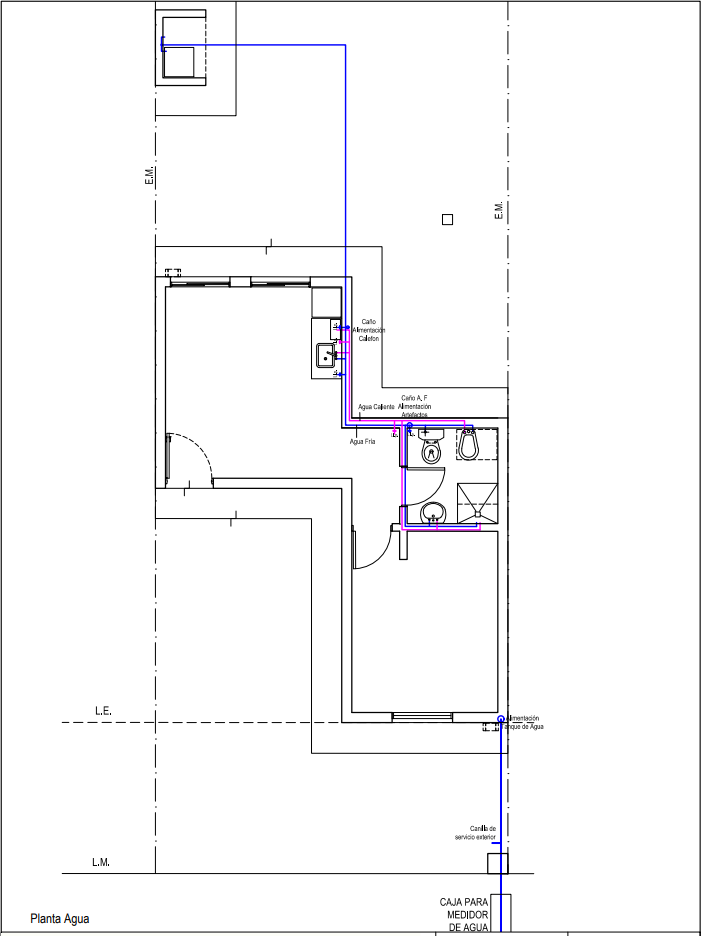 E.M.
E.M.
Caño
Alimentación
Calefon
Caño A. F
Alimentación
Artefactos
Agua Caliente
Agua Fría
L.E.
Alimentación
Tanque de Agua
Canilla de
servicio exterior
L.M.
CAJA PARA
MEDIDOR
DE AGUA
Planta Agua